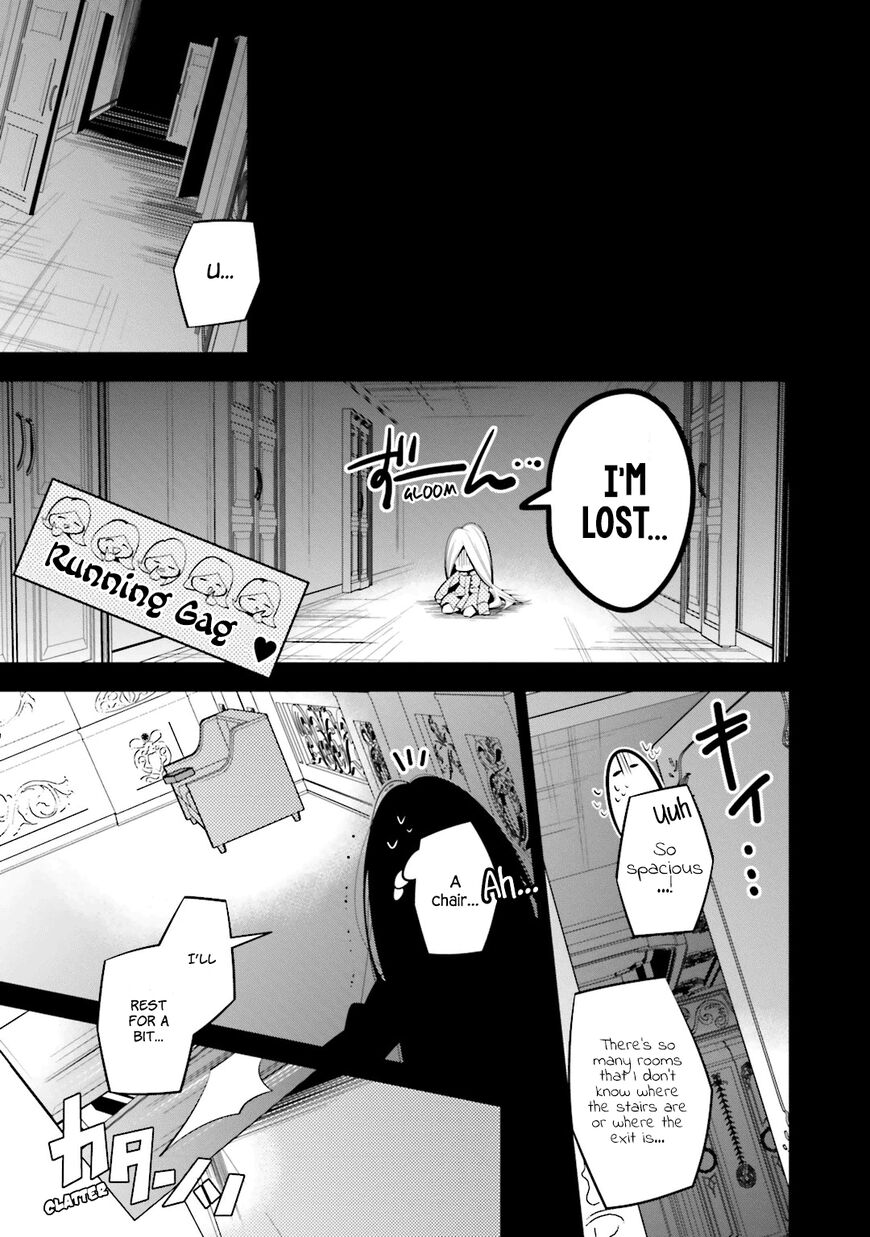 U...
I'M
LOST...
ずーん...
GLOOM
Running Gag ♥
キィ...
Uuh
So
spacious
...!
There's so
many rooms
that I don't
know where
the stairs are
or where the
exit is...
A
chair...
Ah...
I'LL
REST
FOR A
BIT...
ガターン
CLATTER